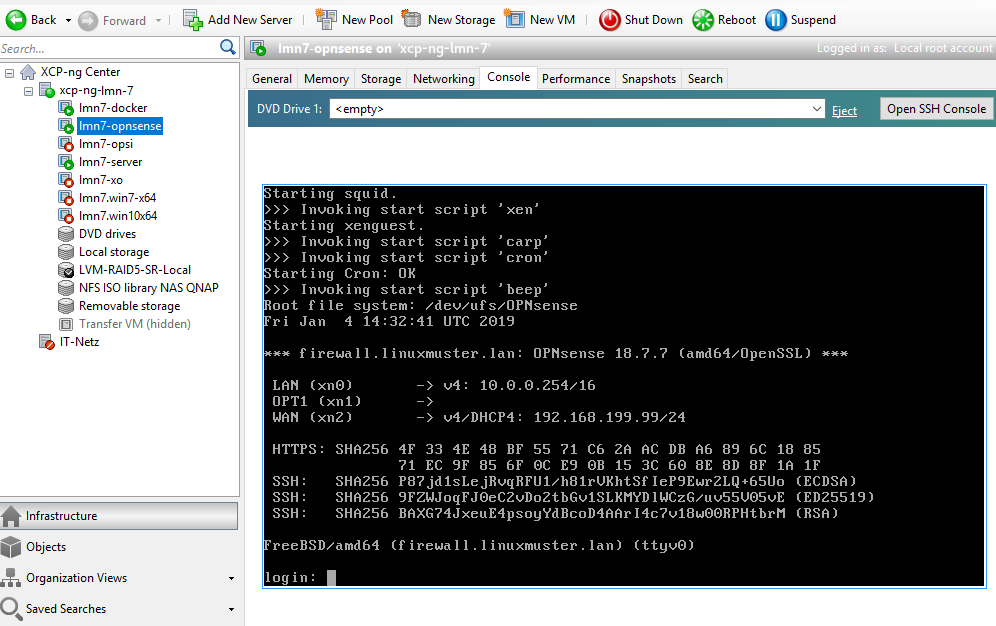 Back Forward Add New Server New Pool New Storage New VM Shut Down Reboot Suspend
Search...
lmn7-opnsense on 'xcp-ng-lmn-7' Logged in as: Local root account
XCP-ng Center
xcp-ng-lmn-7
lmn7-docker
lmn7-opnsense
lmn7-opsi
lmn7-server
lmn7-xo
lmn7.win7-x64
lmn7.win10x64
DVD drives
Local storage
LVM-RAID5-SR-Local
NFS ISO library NAS QNAP
Removable storage
Transfer VM (hidden)
IT-Netz
Infrastructure
Objects
Organization Views
Saved Searches
General Memory Storage Networking Console Performance Snapshots Search
DVD Drive 1: <empty> Eject Open SSH Console
Starting squid.
>>> Invoking start script 'xen'
Starting xenguest.
>>> Invoking start script 'carp'
>>> Invoking start script 'cron'
Starting Cron: OK
>>> Invoking start script 'beep'
Root file system: /dev/ufs/OPNsense
Fri Jan  4 14:32:41 UTC 2019
*** firewall.linuxmuster.lan: OPNsense 18.7.7 (amd64/OpenSSL) ***
LAN (xn0) -> v4: 10.0.0.254/16
OPT1 (xn1) ->
WAN (xn2) -> v4/DHCP4: 192.168.199.99/24
HTTPS: SHA256 4F 33 4E 48 BF 55 71 C6 2A AC DB A6 89 6C 18 85
71 EC 9F 85 6F 0C E9 0B 15 3C 60 8E 8D 8F 1A 1F
SSH: SHA256 P87jd1sLejRvqRFU1/h81rVKhtSfIeP9Ewr2LQ+65Uo (ECDSA)
SSH: SHA256 9FZWJoqFJ0eC2vDo2tbGv1SLKMYDlWCzG/uv55V05vE (ED25519)
SSH: SHA256 BAXG74JxeuE4psoyYdBcoD4AArI4c7v18w00RPHtbrM (RSA)
FreeBSD/amd64 (firewall.linuxmuster.lan) (ttyv0)
login: